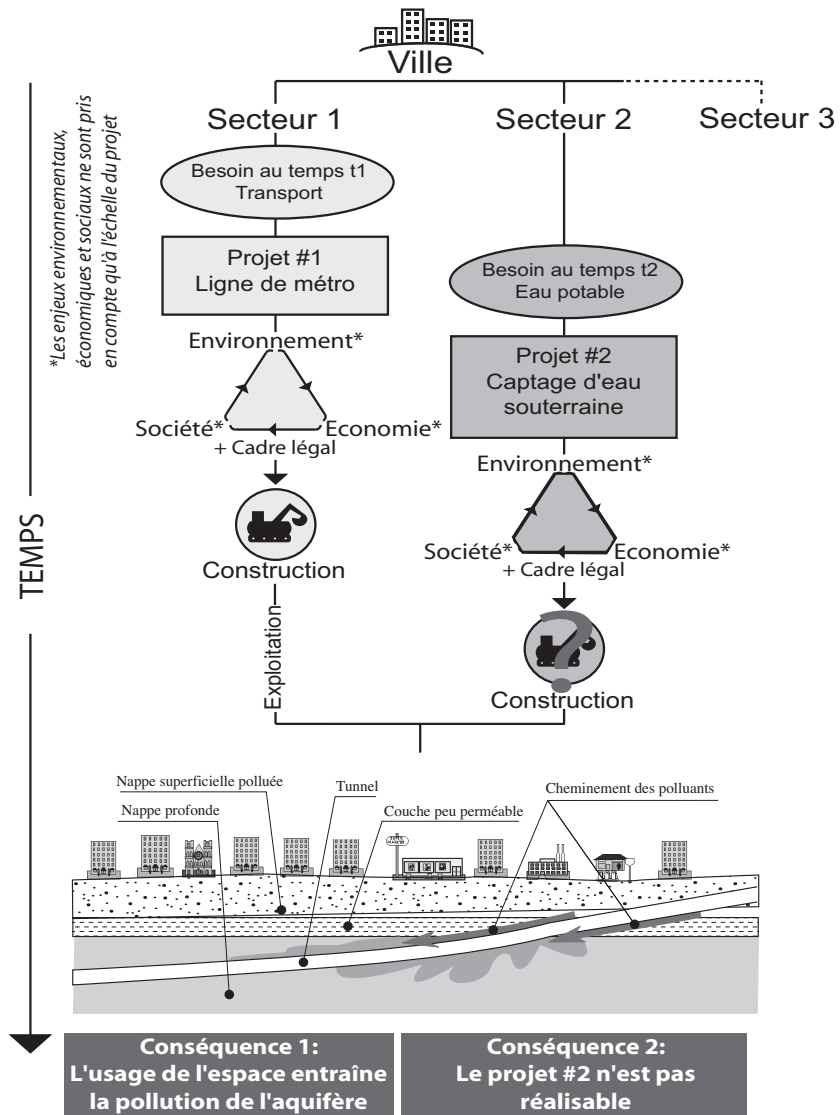 Ville
Secteur 1
Secteur 2
Secteur 3
TEMPS
*Les enjeux environnementaux,
économiques et sociaux ne sont pris
en compte qu'à l'échelle du projet
Besoin au temps t1
Transport
Projet #1
Ligne de métro
Environnement*
Société*
Economie*
+ Cadre légal
Construction
Exploitation
Besoin au temps t2
Eau potable
Projet #2
Captage d'eau
souterraine
Environnement*
Société*
Economie*
+ Cadre légal
?
Construction
Nappe superficielle polluée
Tunnel
Cheminement des polluants
Nappe profonde
Couche peu perméable
SUPER
MARCHE
Conséquence 1:
L'usage de l'espace entraîne
la pollution de l'aquifère
Conséquence 2:
Le projet #2 n'est pas
réalisable